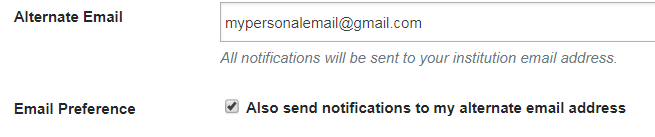 Alternate Email
mypersonalemail@gmail.com
All notifications will be sent to your institution email address.
Email Preference
Also send notifications to my alternate email address